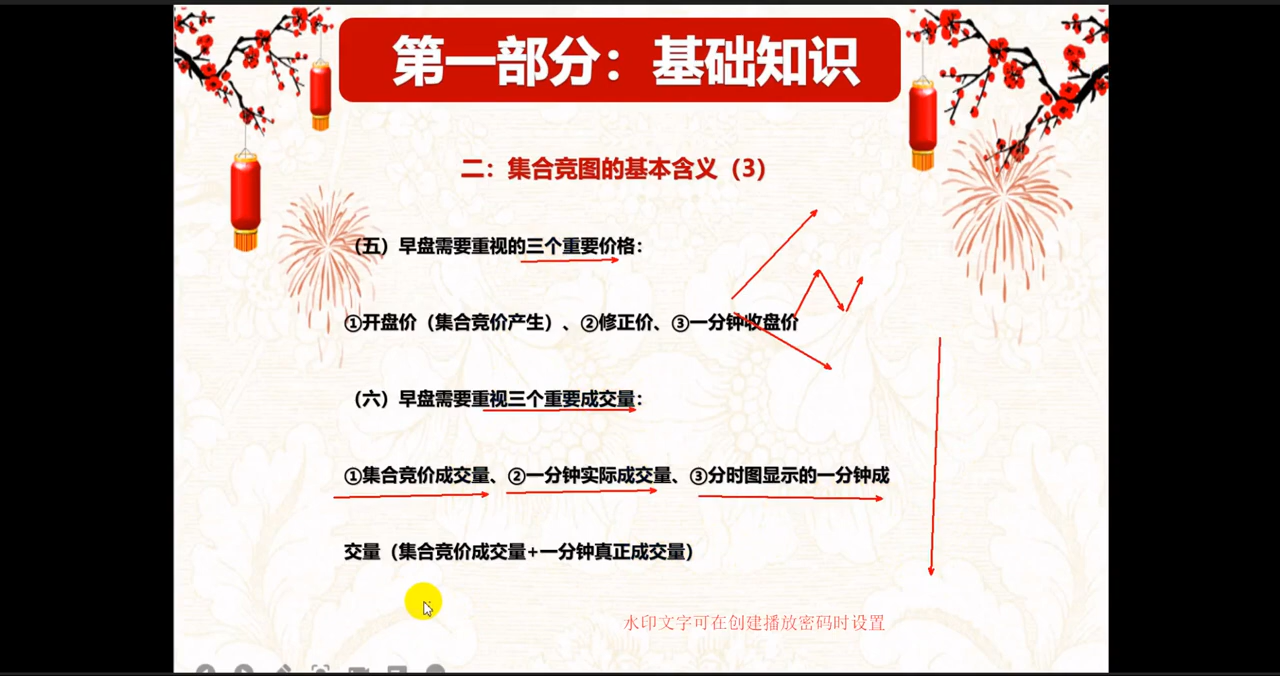 第一部分：基础知识
二：集合竞图的基本含义（3）
（五）早盘需要重视的三个重要价格：
①开盘价（集合竞价产生）、②修正价、③一分钟收盘价
（六）早盘需要重视三个重要成交量：
①集合竞价成交量、②一分钟实际成交量、③分时图显示的一分钟成
交量（集合竞价成交量+一分钟真正成交量）
水印文字可在创建播放密码时设置